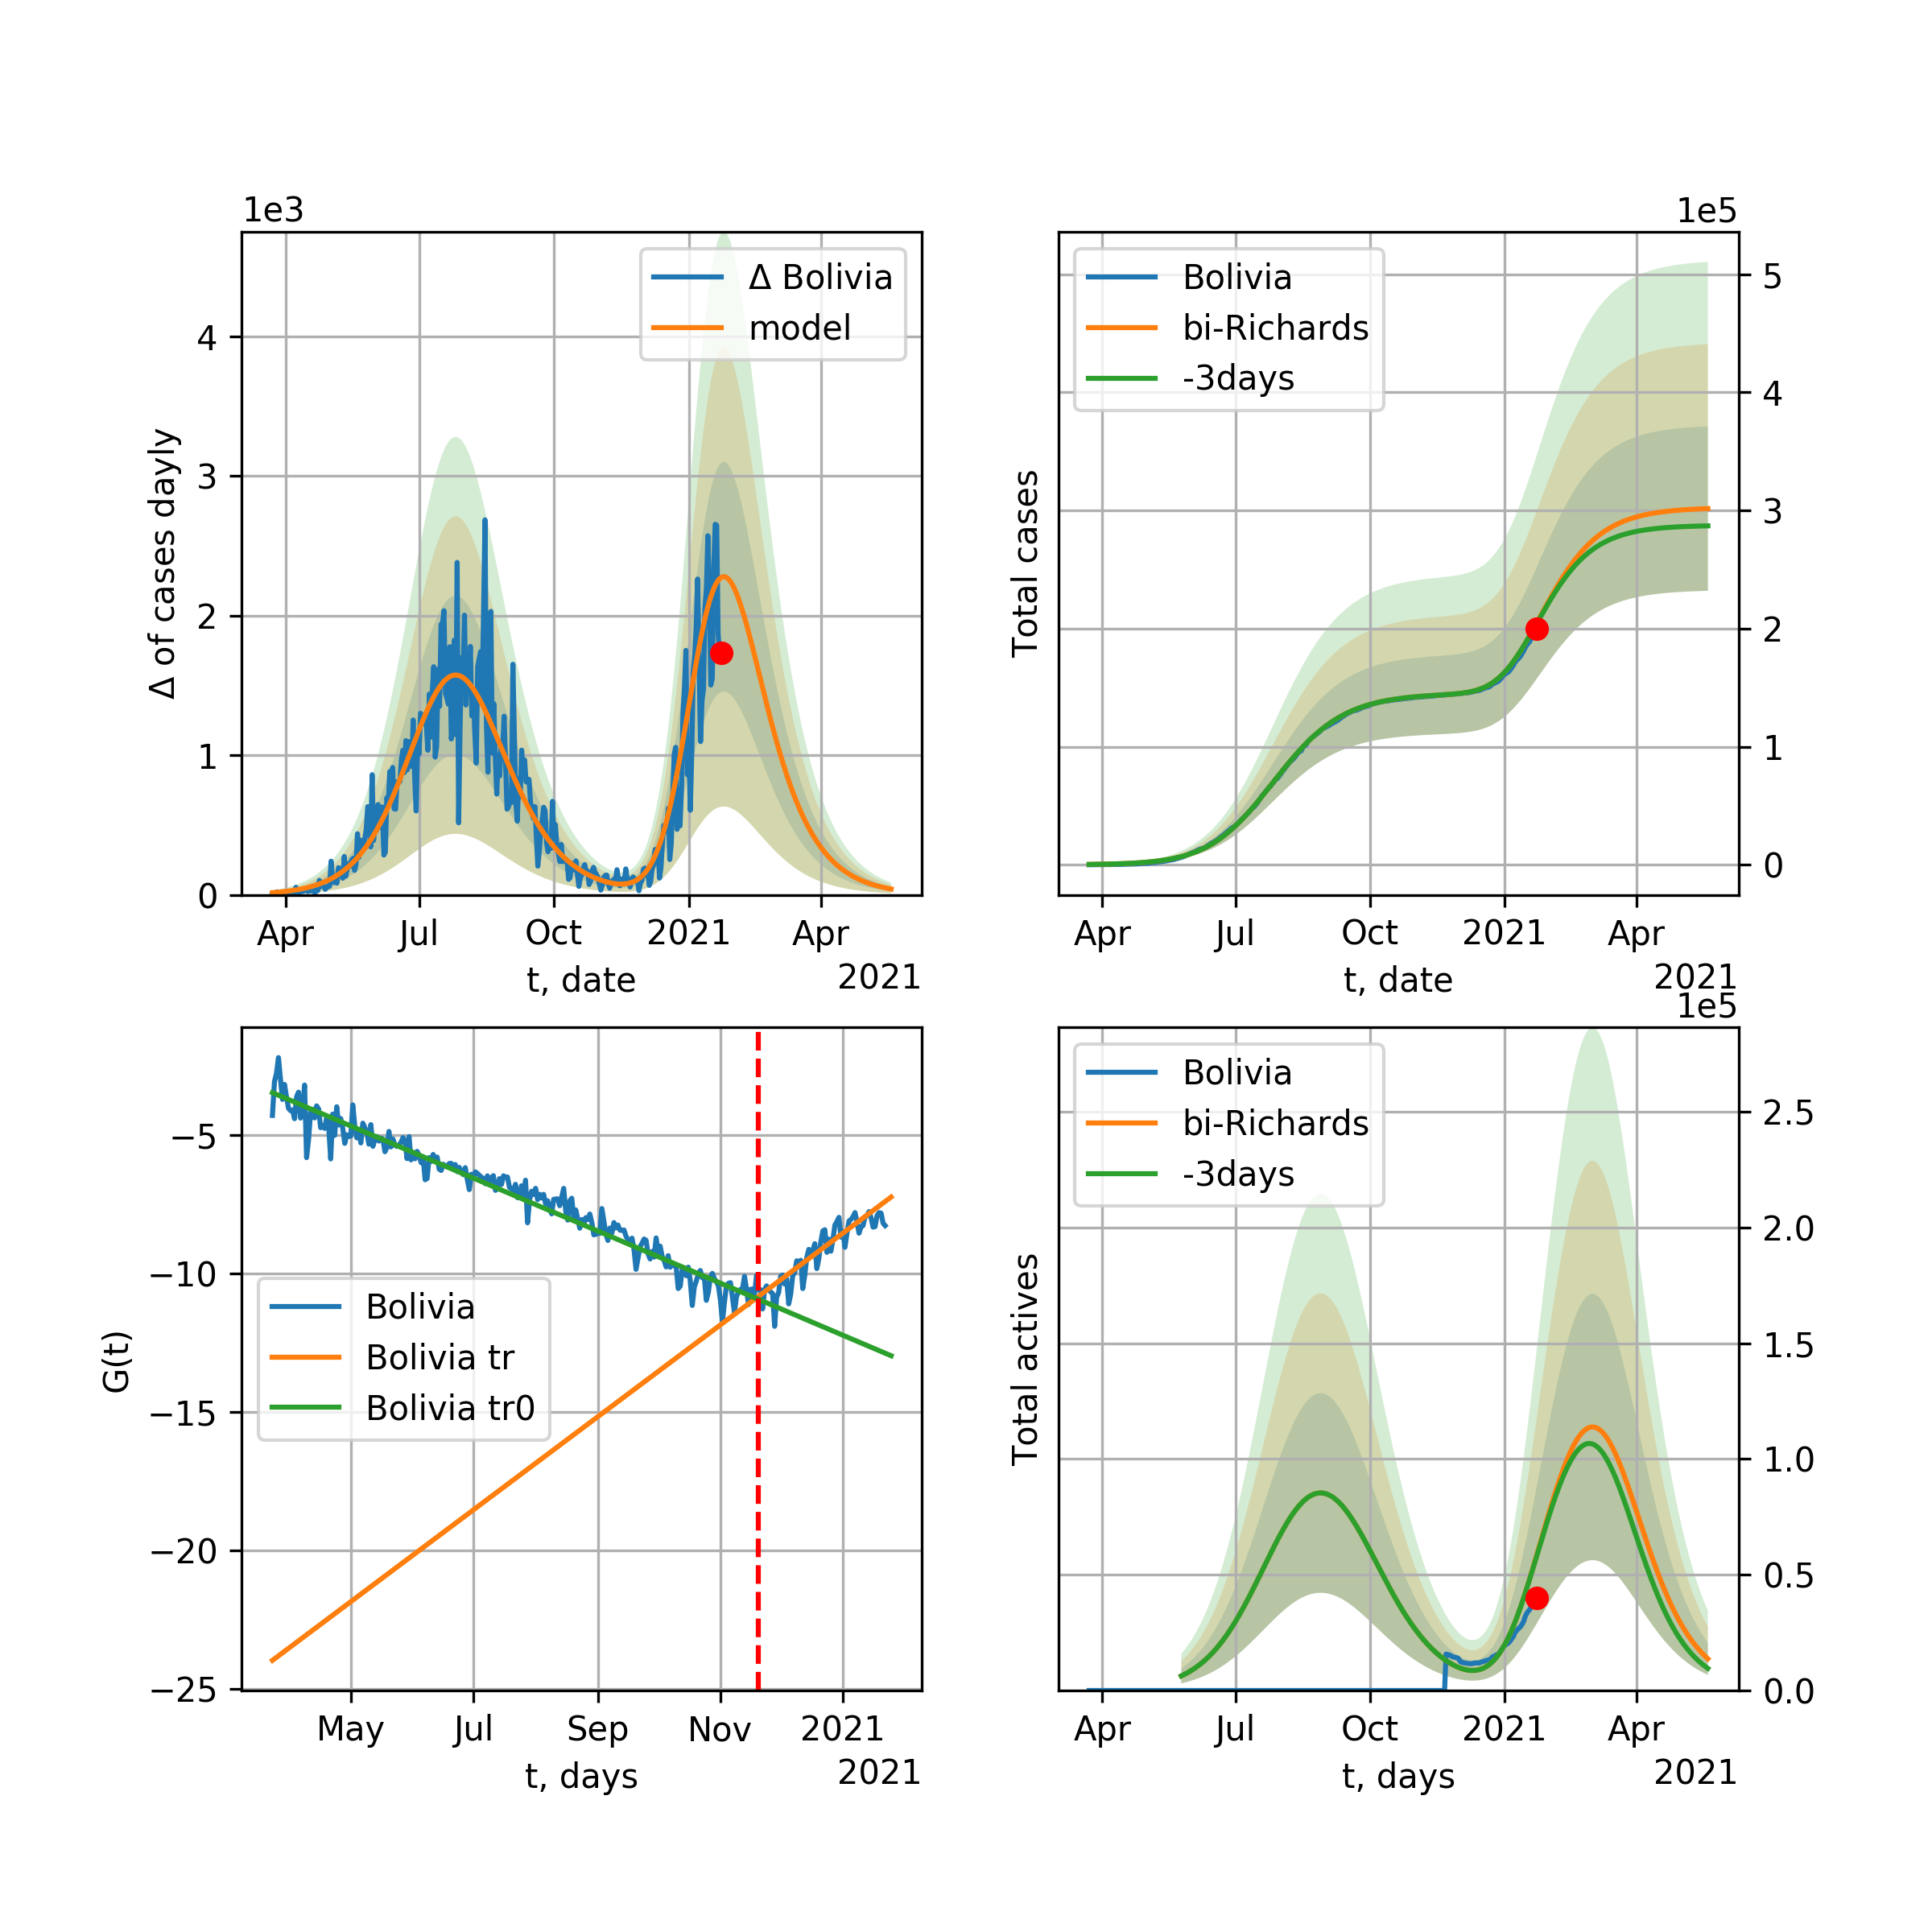 1e3
Δ Bolivia
model
4
3
2
1
0
Δ of cases dayly
Apr Jul Oct 2021 Apr
t, date
2021
1e5
Bolivia
bi-Richards
-3days
5
4
3
2
1
0
Total cases
Apr Jul Oct 2021 Apr
t, date
2021
−5
−10
−15
−20
−25
G(t)
Bolivia
Bolivia tr
Bolivia tr0
May Jul Sep Nov 2021
t, days
2021
1e5
Bolivia
bi-Richards
-3days
2.5
2.0
1.5
1.0
0.5
0.0
Total actives
Apr Jul Oct 2021 Apr
t, days
2021